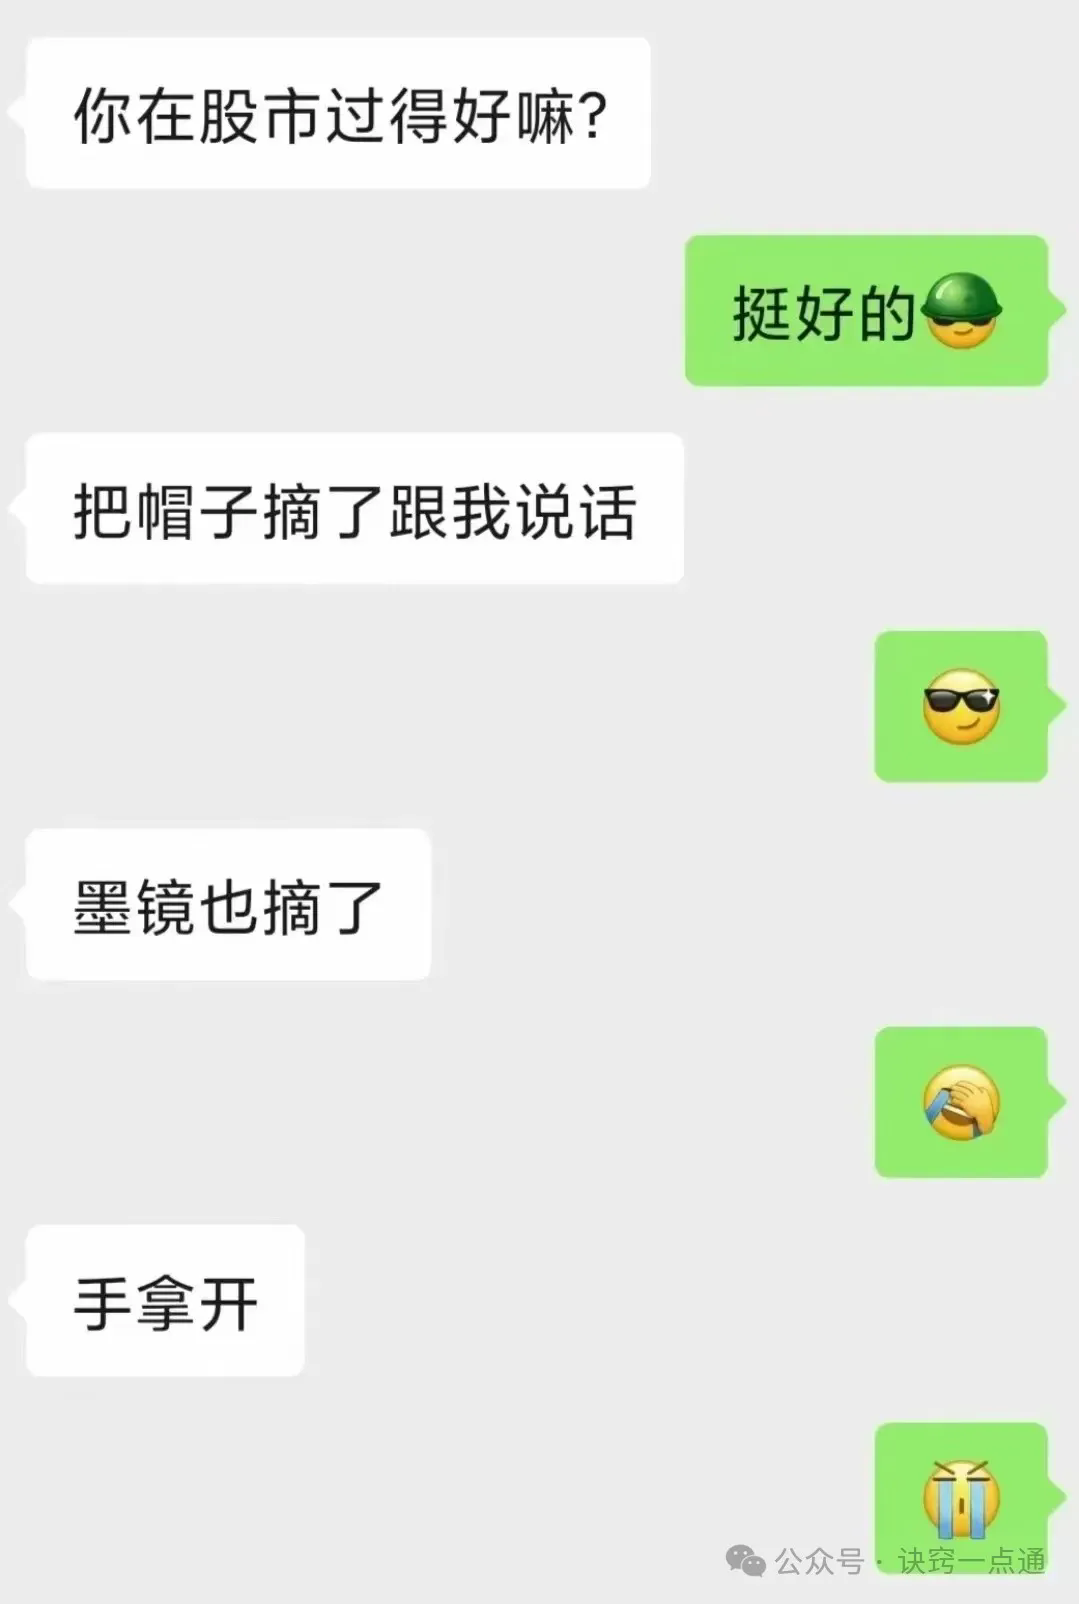 你在股市过得好嘛?
挺好的
把帽子摘了跟我说话
墨镜也摘了
手拿开
公众号 · 诀窍一点通